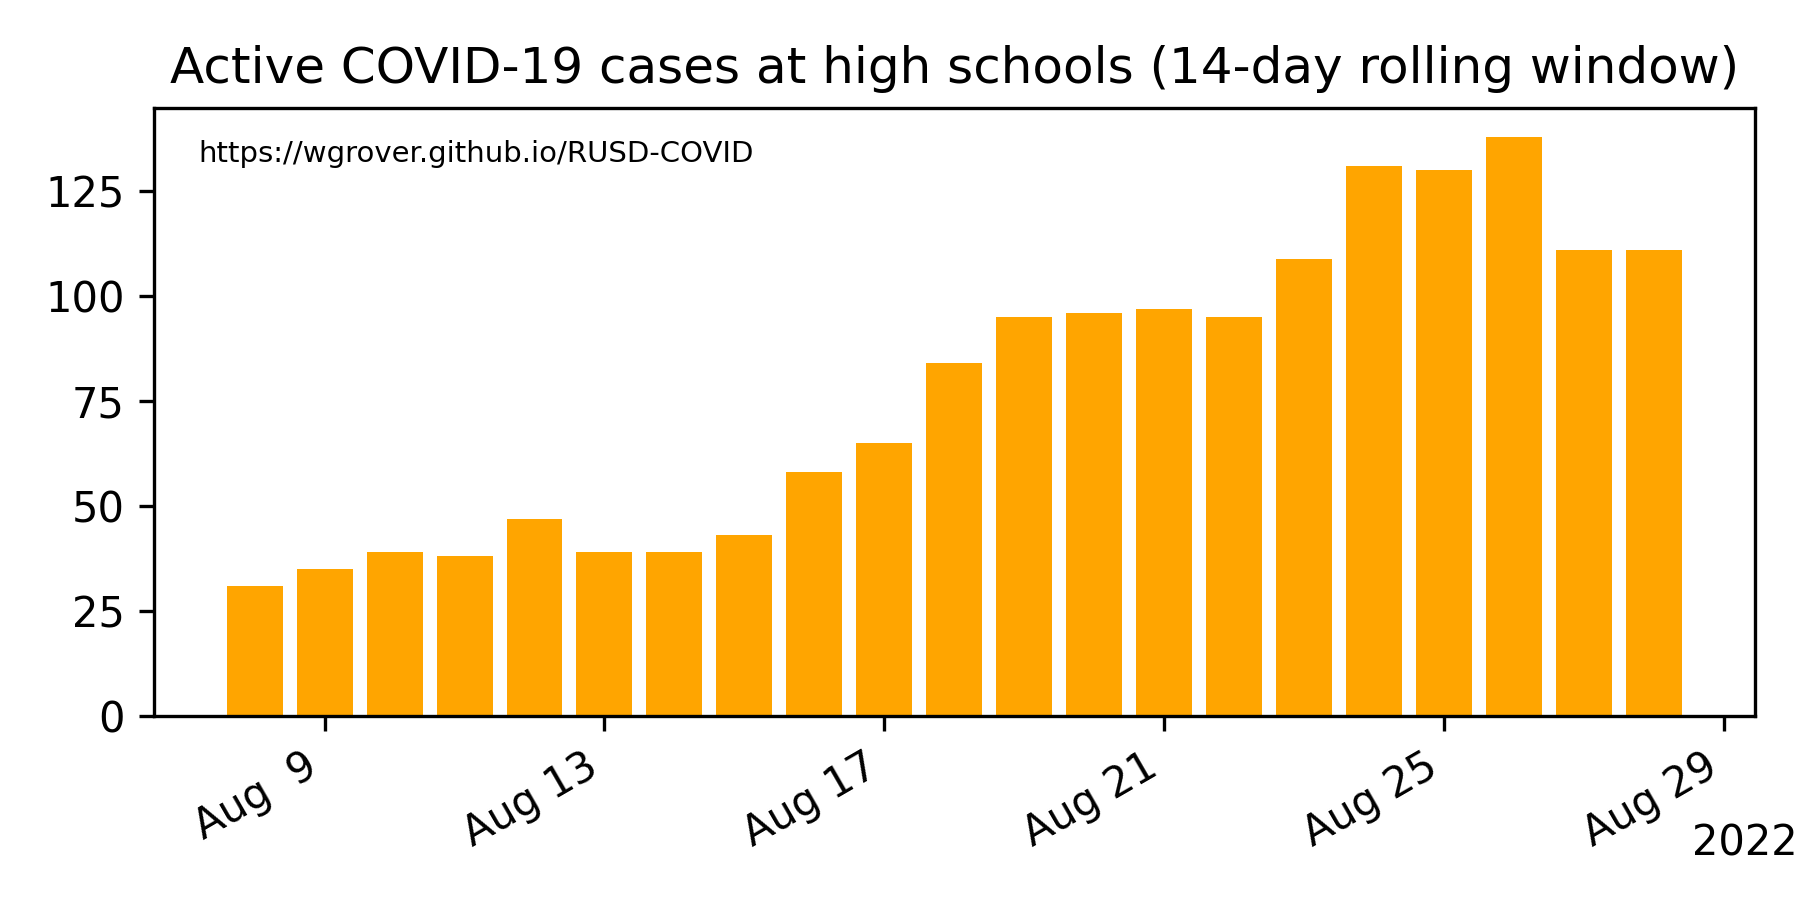 Active COVID-19 cases at high schools (14-day rolling window)
https://wgrover.github.io/RUSD-COVID
125
100
75
50
25
0
Aug 9
Aug 13
Aug 17
Aug 21
Aug 25
Aug 29
2022